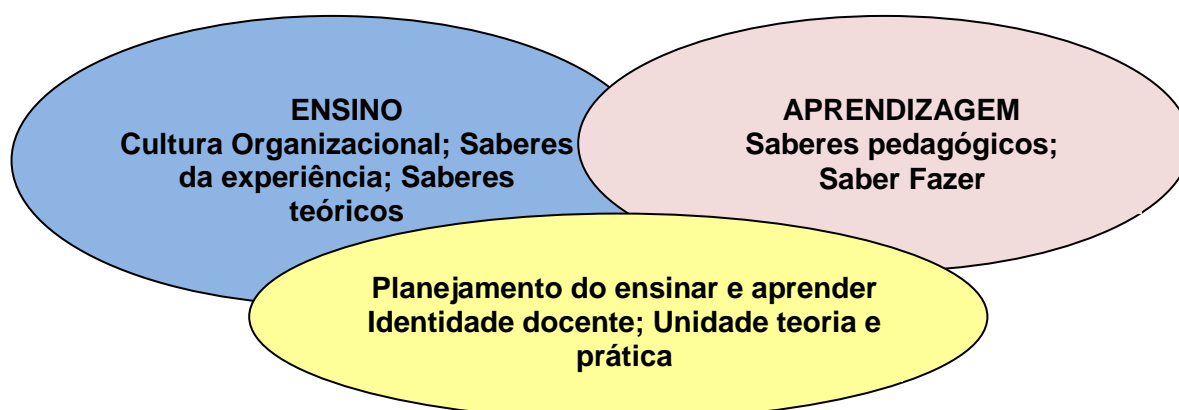 ENSINO
Cultura Organizacional; Saberes
da experiência; Saberes
teóricos
APRENDIZAGEM
Saberes pedagógicos;
Saber Fazer
Planejamento do ensinar e aprender
Identidade docente; Unidade teoria e
prática